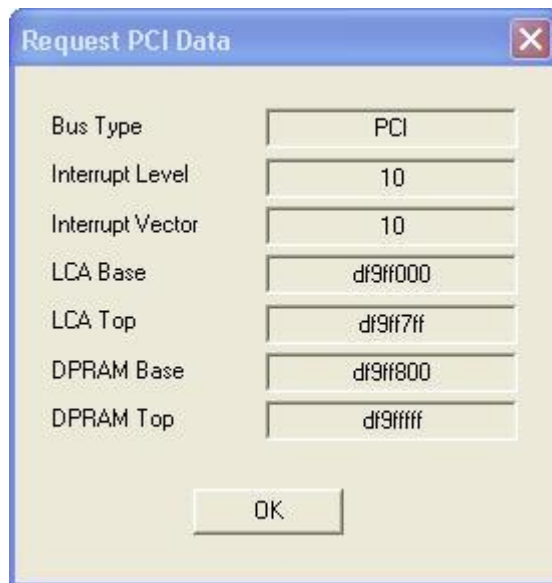 Request PCI Data
Bus Type PCI
Interrupt Level 10
Interrupt Vector 10
LCA Base df9ff000
LCA Top df9ff7ff
DPRAM Base df9ff800
DPRAM Top df9fffff
OK